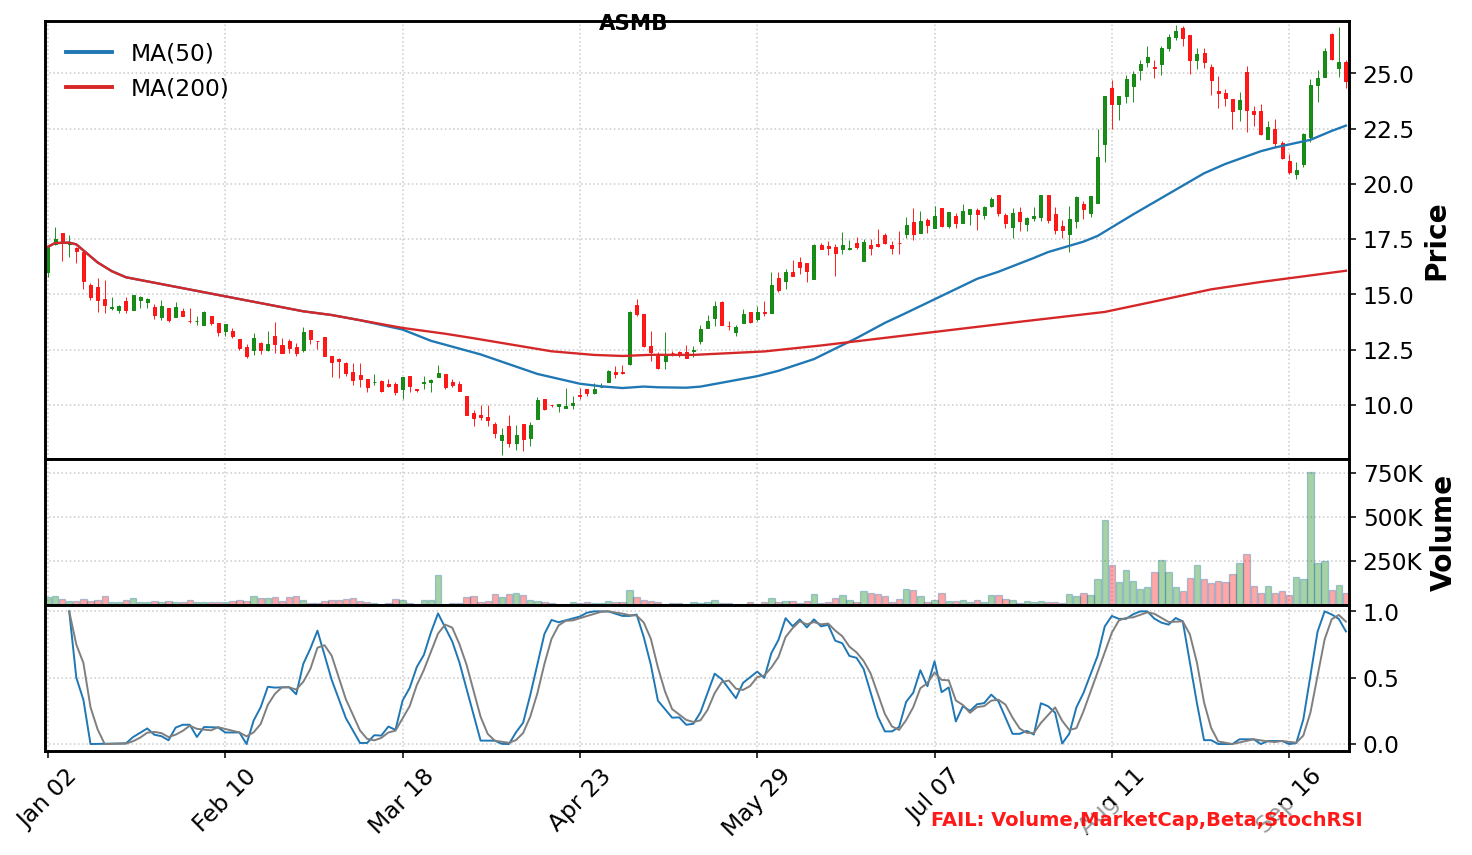 ASMB
MA(50)
MA(200)
25.0
22.5
20.0
17.5
15.0
12.5
10.0
Price
750K
500K
250K
Volume
1.0
0.5
0.0
Jan 02
Feb 10
Mar 18
Apr 23
May 29
Jul 07
Aug 11
Sep 16
FAIL: Volume,MarketCap,Beta,StochRSI